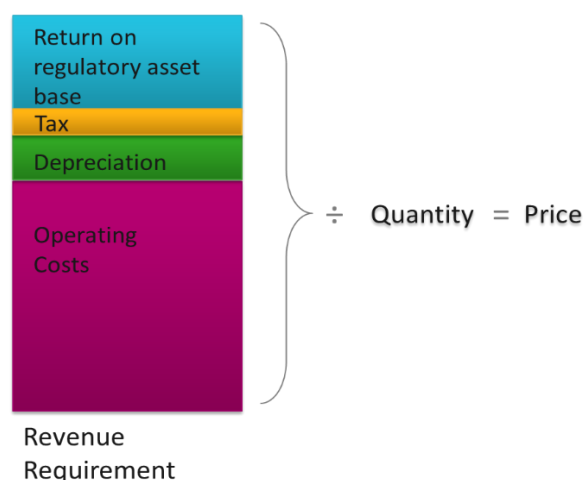 Return on
regulatory asset
base
Tax
Depreciation
Operating
Costs
÷ Quantity = Price
Revenue
Requirement